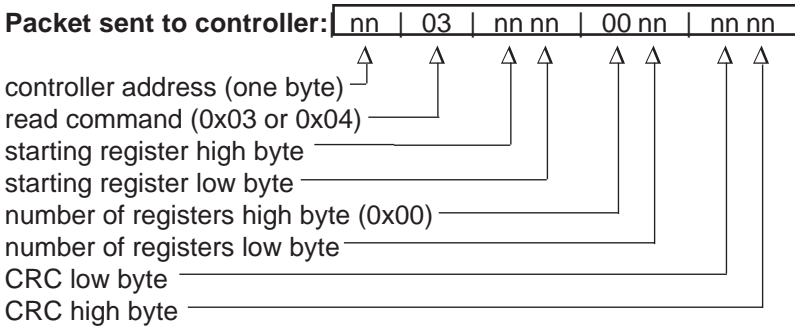 Packet sent to controller:| nn | 03 | nn nn | 00 nn | nn nn |
controller address (one byte)
read command (0x03 or 0x04)
starting register high byte
starting register low byte
number of registers high byte (0x00)
number of registers low byte
CRC low byte
CRC high byte